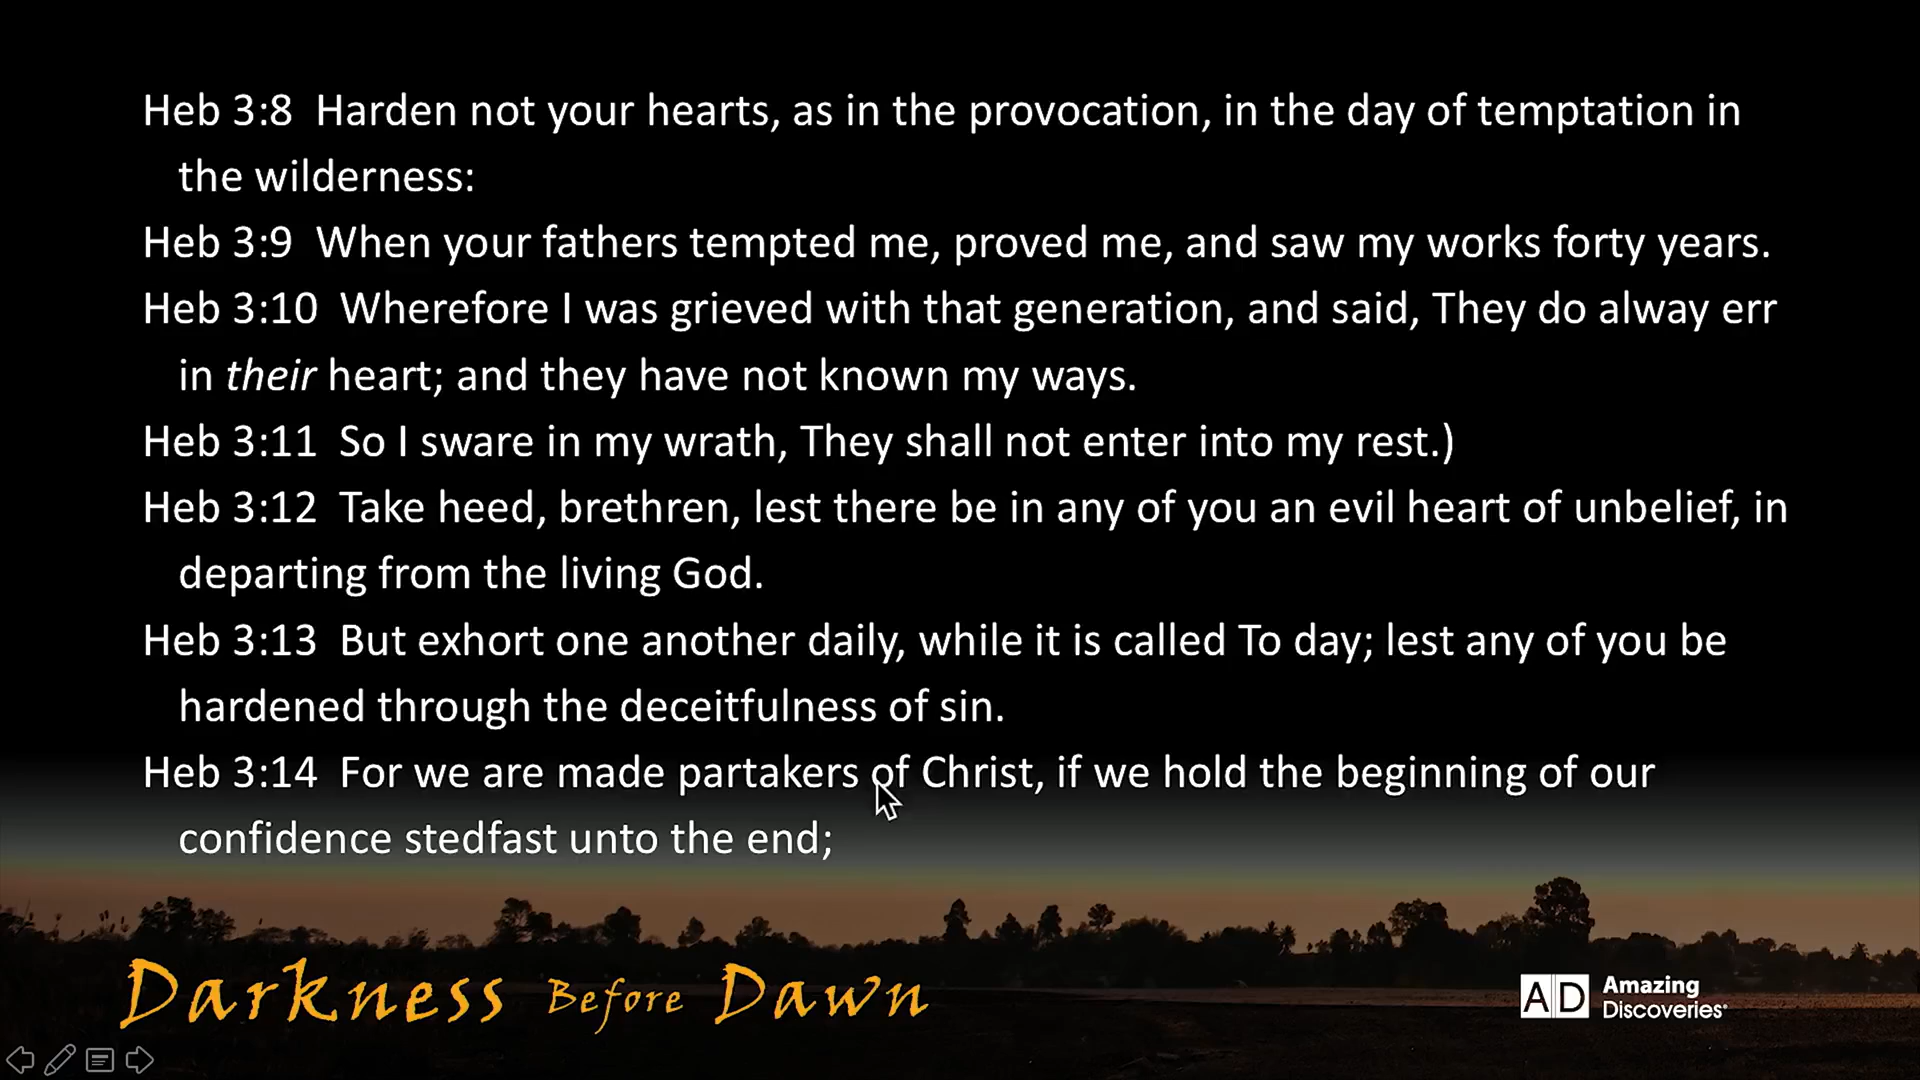 Heb 3:8  Harden not your hearts, as in the provocation, in the day of temptation in
the wilderness:
Heb 3:9  When your fathers tempted me, proved me, and saw my works forty years.
Heb 3:10  Wherefore I was grieved with that generation, and said, They do alway err
in their heart; and they have not known my ways.
Heb 3:11  So I sware in my wrath, They shall not enter into my rest.)
Heb 3:12  Take heed, brethren, lest there be in any of you an evil heart of unbelief, in
departing from the living God.
Heb 3:13  But exhort one another daily, while it is called To day; lest any of you be
hardened through the deceitfulness of sin.
Heb 3:14  For we are made partakers of Christ, if we hold the beginning of our
confidence stedfast unto the end;
Darkness Before Dawn
AD Amazing
Discoveries